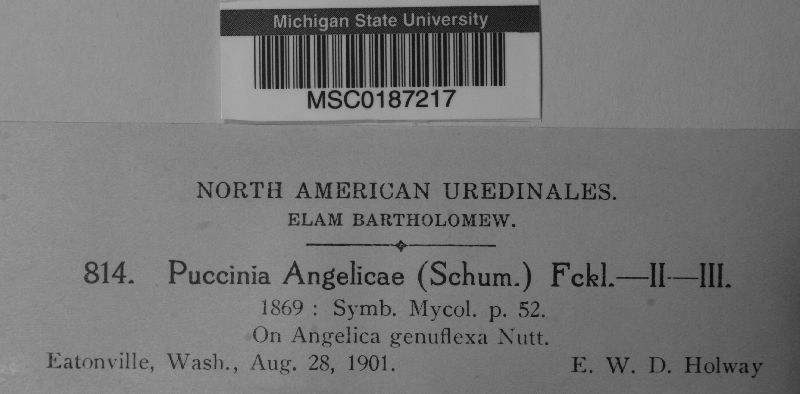 Michigan State University
MSC0187217
NORTH AMERICAN UREDINALES.
ELAM BARTHOLOMEW.
814. Puccinia Angelicae (Schum.) Fckl.—II—III.
1869 : Symb. Mycol. p. 52.
On Angelica genuflexa Nutt.
Eatonville, Wash., Aug. 28, 1901. E. W. D. Holway